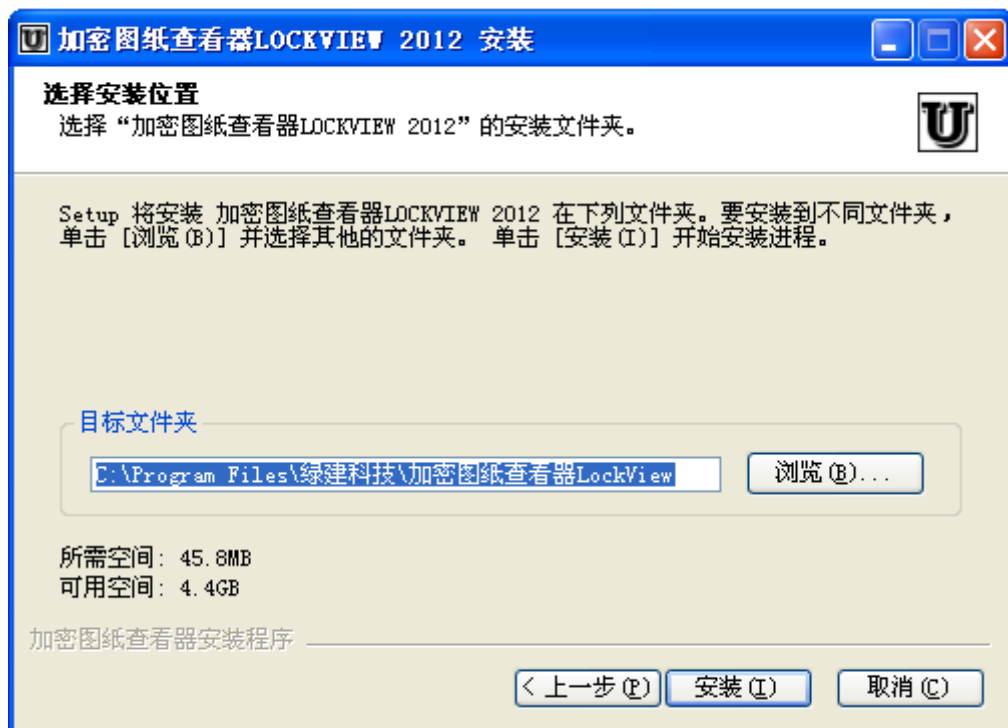 加密图纸查看器LOCKVIEW 2012 安装
选择安装位置
选择“加密图纸查看器LOCKVIEW 2012”的安装文件夹。
U
Setup 将安装 加密图纸查看器LOCKVIEW 2012 在下列文件夹。要安装到不同文件夹，
单击 [浏览(B)] 并选择其他的文件夹。 单击 [安装(I)] 开始安装进程。
目标文件夹
C:\Program Files\绿建科技\加密图纸查看器LockView
浏览(B)...
所需空间: 45.8MB
可用空间: 4.4GB
加密图纸查看器安装程序
< 上一步(P)
安装(I)
取消(C)